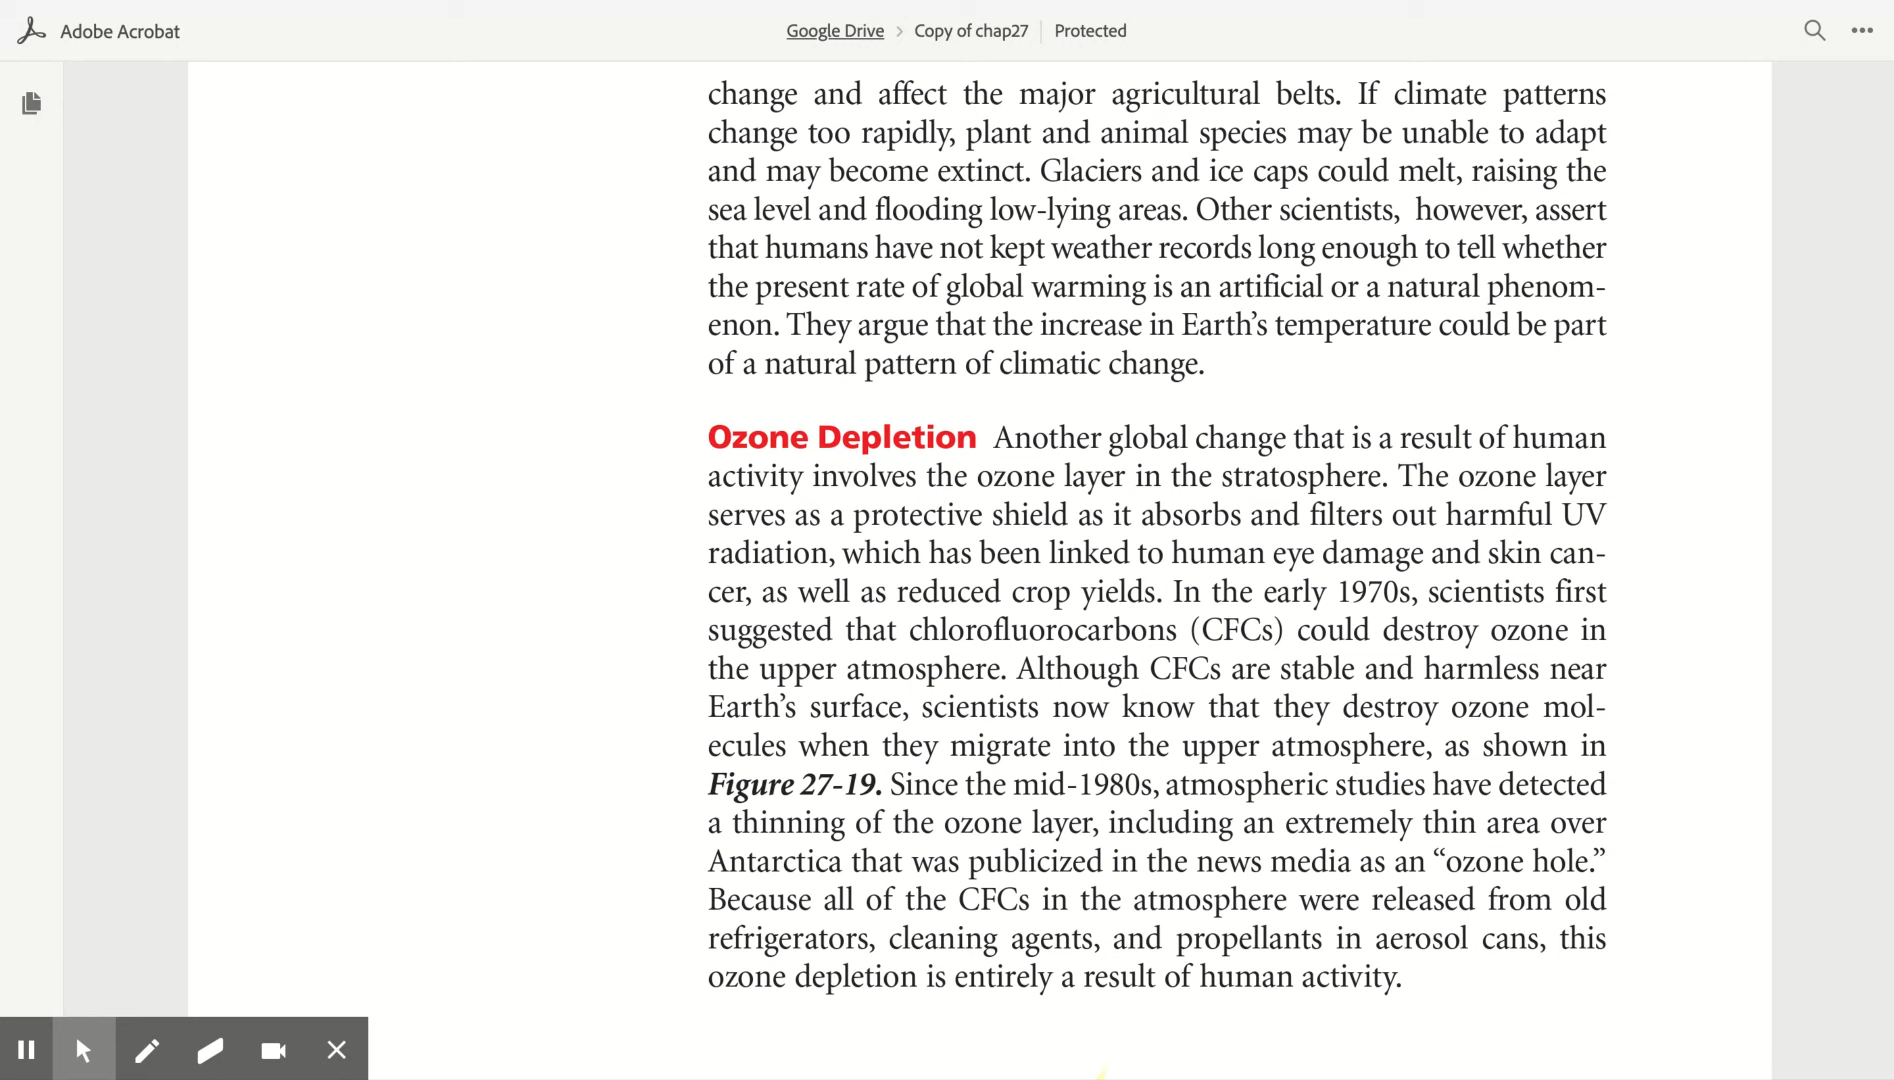 Adobe Acrobat
Google Drive > Copy of chap27 | Protected
change and affect the major agricultural belts. If climate patterns
change too rapidly, plant and animal species may be unable to adapt
and may become extinct. Glaciers and ice caps could melt, raising the
sea level and flooding low-lying areas. Other scientists, however, assert
that humans have not kept weather records long enough to tell whether
the present rate of global warming is an artificial or a natural phenom-
enon. They argue that the increase in Earth’s temperature could be part
of a natural pattern of climatic change.
Ozone Depletion Another global change that is a result of human
activity involves the ozone layer in the stratosphere. The ozone layer
serves as a protective shield as it absorbs and filters out harmful UV
radiation, which has been linked to human eye damage and skin can-
cer, as well as reduced crop yields. In the early 1970s, scientists first
suggested that chlorofluorocarbons (CFCs) could destroy ozone in
the upper atmosphere. Although CFCs are stable and harmless near
Earth’s surface, scientists now know that they destroy ozone mol-
ecules when they migrate into the upper atmosphere, as shown in
Figure 27-19. Since the mid-1980s, atmospheric studies have detected
a thinning of the ozone layer, including an extremely thin area over
Antarctica that was publicized in the news media as an “ozone hole.”
Because all of the CFCs in the atmosphere were released from old
refrigerators, cleaning agents, and propellants in aerosol cans, this
ozone depletion is entirely a result of human activity.